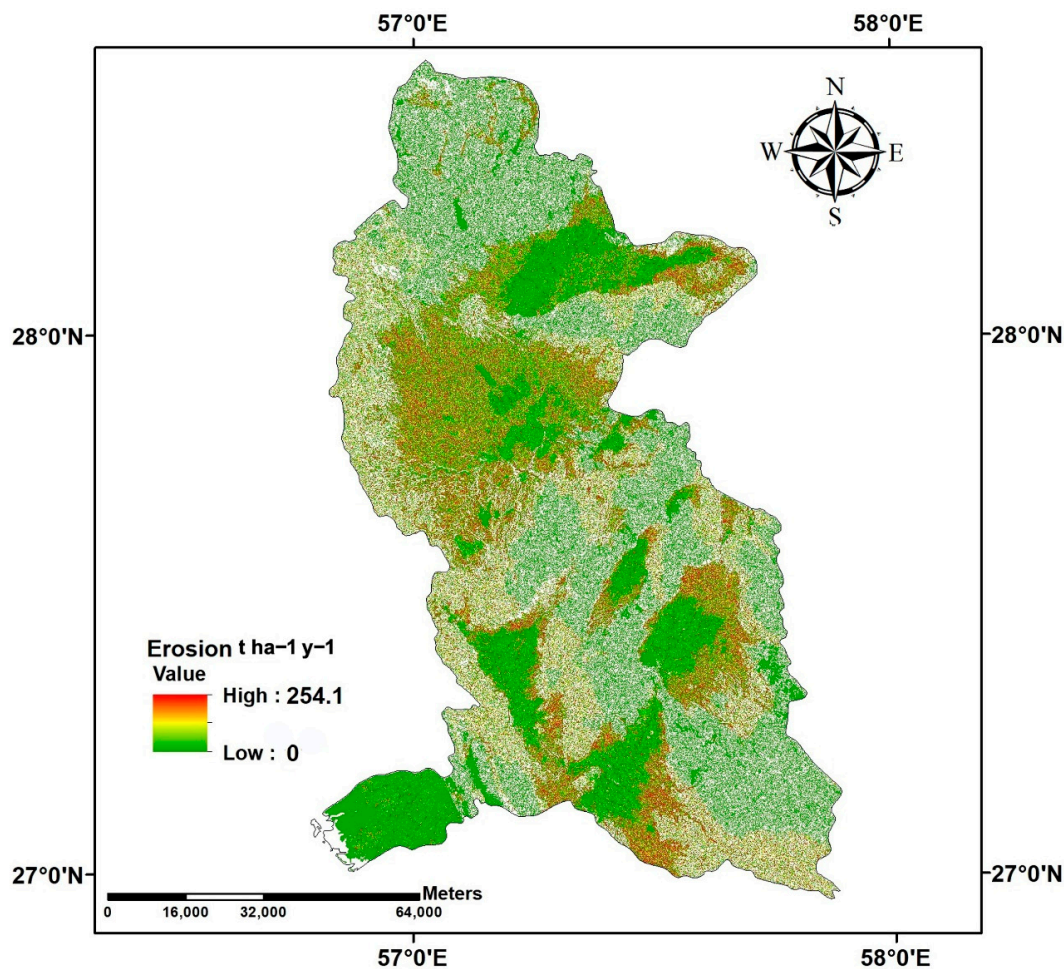 57°0'E
58°0'E
N
W
E
S
28°0'N
28°0'N
Erosion t ha−1 y−1
Value
High : 254.1
Low : 0
27°0'N
27°0'N
Meters
0 16,000 32,000 64,000
57°0'E
58°0'E